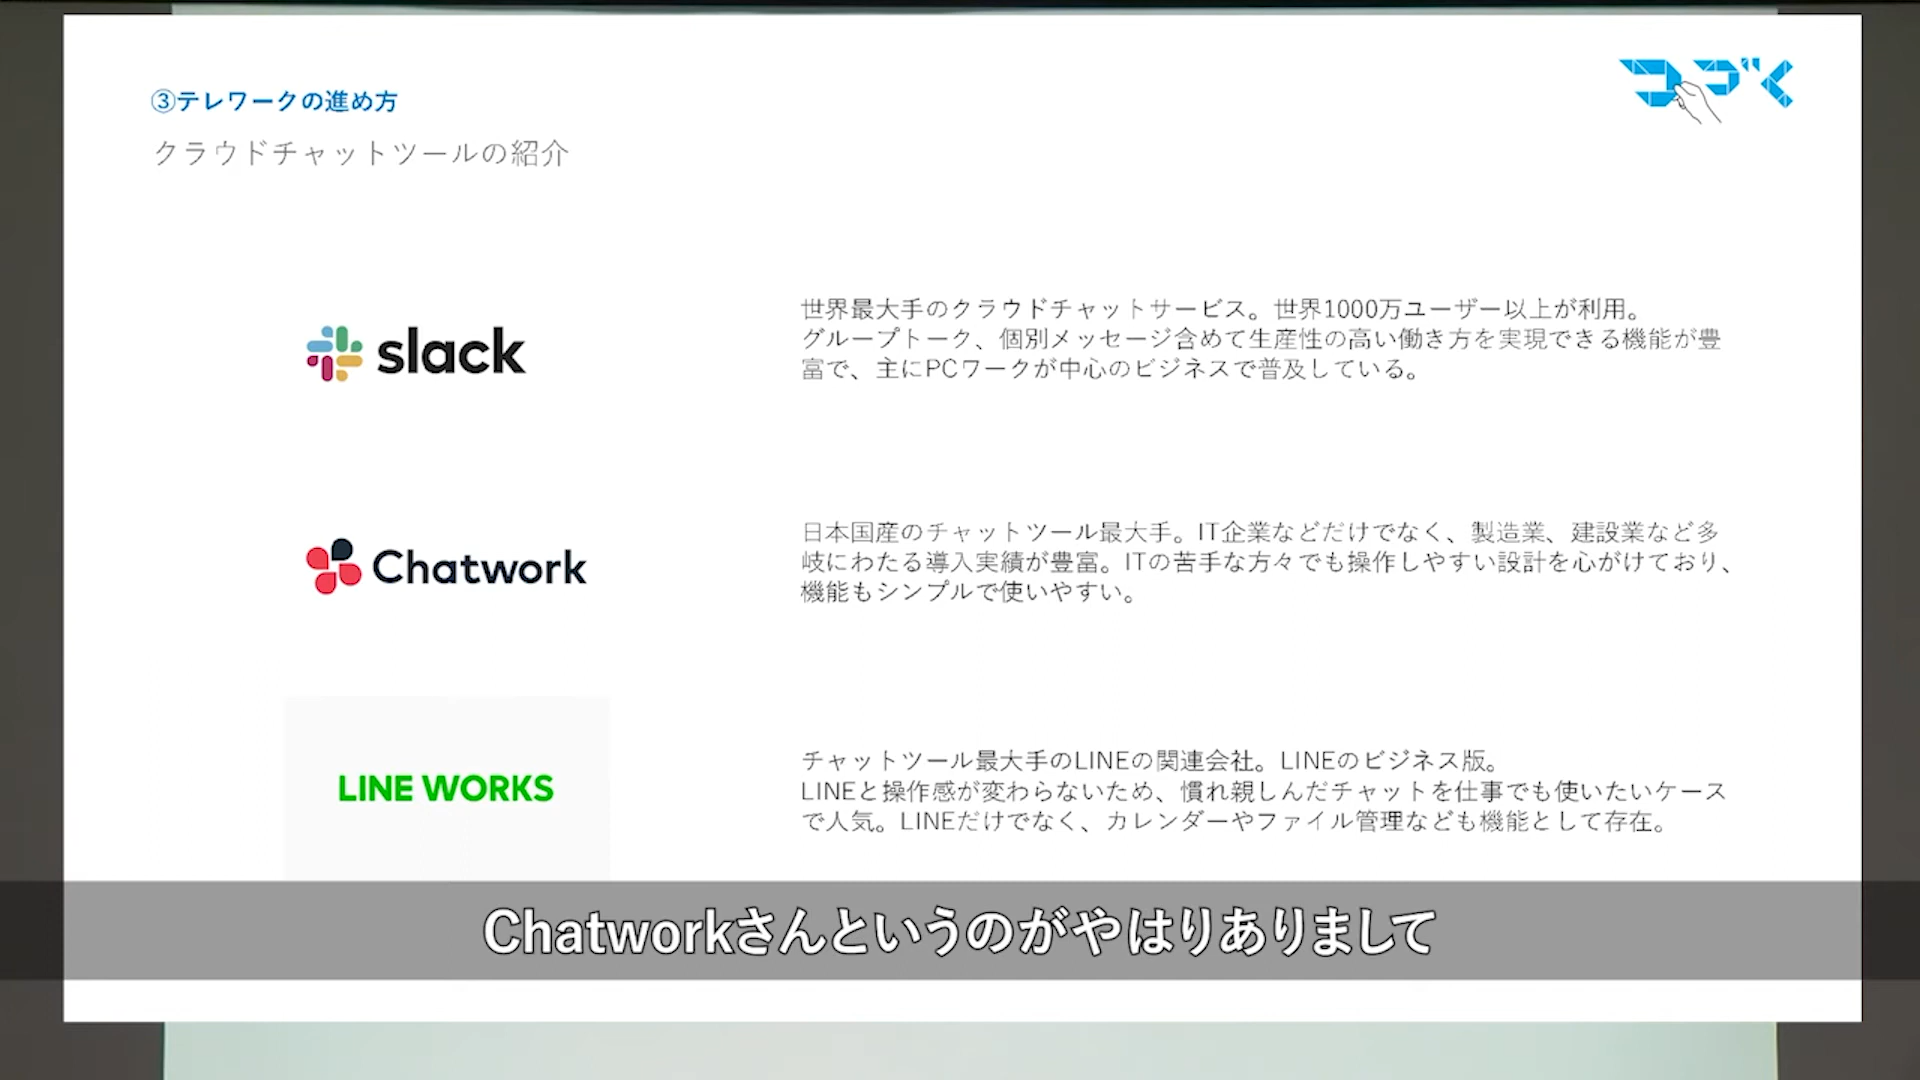 ③テレワークの進め方
クラウドチャットツールの紹介
つづく
slack
世界最大手のクラウドチャットサービス。世界1000万ユーザー以上が利用。
グループトーク、個別メッセージ含めて生産性の高い働き方を実現できる機能が豊
富で、主にPCワークが中心のビジネスで普及している。
Chatwork
日本国産のチャットツール最大手。IT企業などだけでなく、製造業、建設業など多
岐にわたる導入実績が豊富。ITの苦手な方々でも操作しやすい設計を心がけており、
機能もシンプルで使いやすい。
LINE WORKS
チャットツール最大手のLINEの関連会社。LINEのビジネス版。
LINEと操作感が変わらないため、慣れ親しんだチャットを仕事でも使いたいケース
で人気。LINEだけでなく、カレンダーやファイル管理なども機能として存在。
Chatworkさんというのがやはりありまして